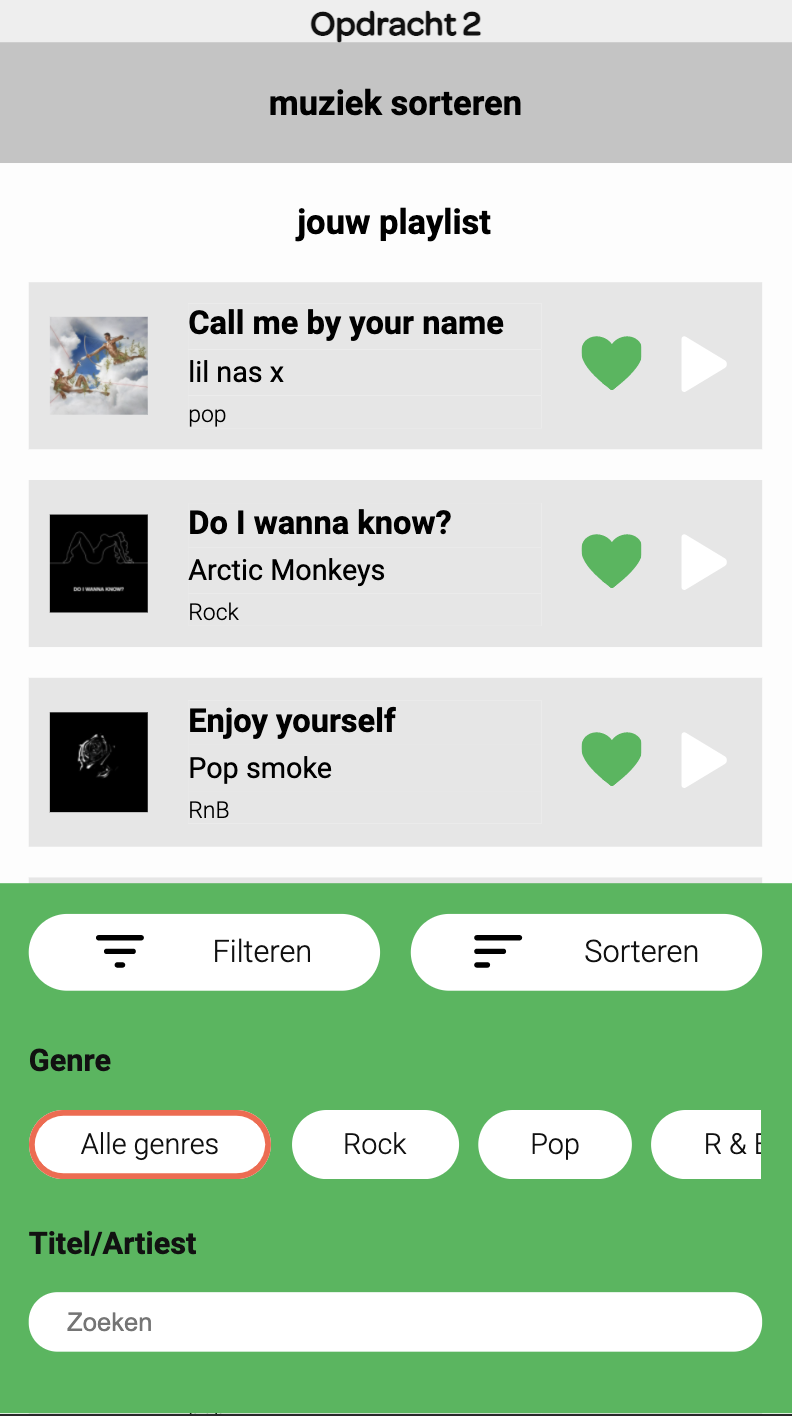 Opdracht 2
muziek sorteren
jouw playlist
Call me by your name
lil nas x
pop
DO I WANNA KNOW?
Do I wanna know?
Arctic Monkeys
Rock
Enjoy yourself
Pop smoke
RnB
Filteren
Sorteren
Genre
Alle genres
Rock
Pop
R &
Titel/Artiest
Zoeken